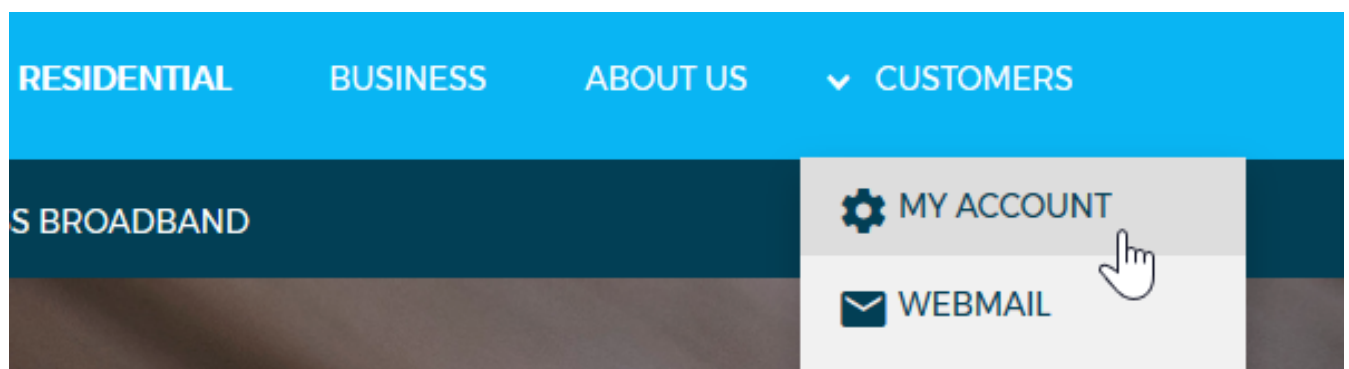 RESIDENTIAL BUSINESS ABOUT US CUSTOMERS
S BROADBAND
MY ACCOUNT
WEBMAIL